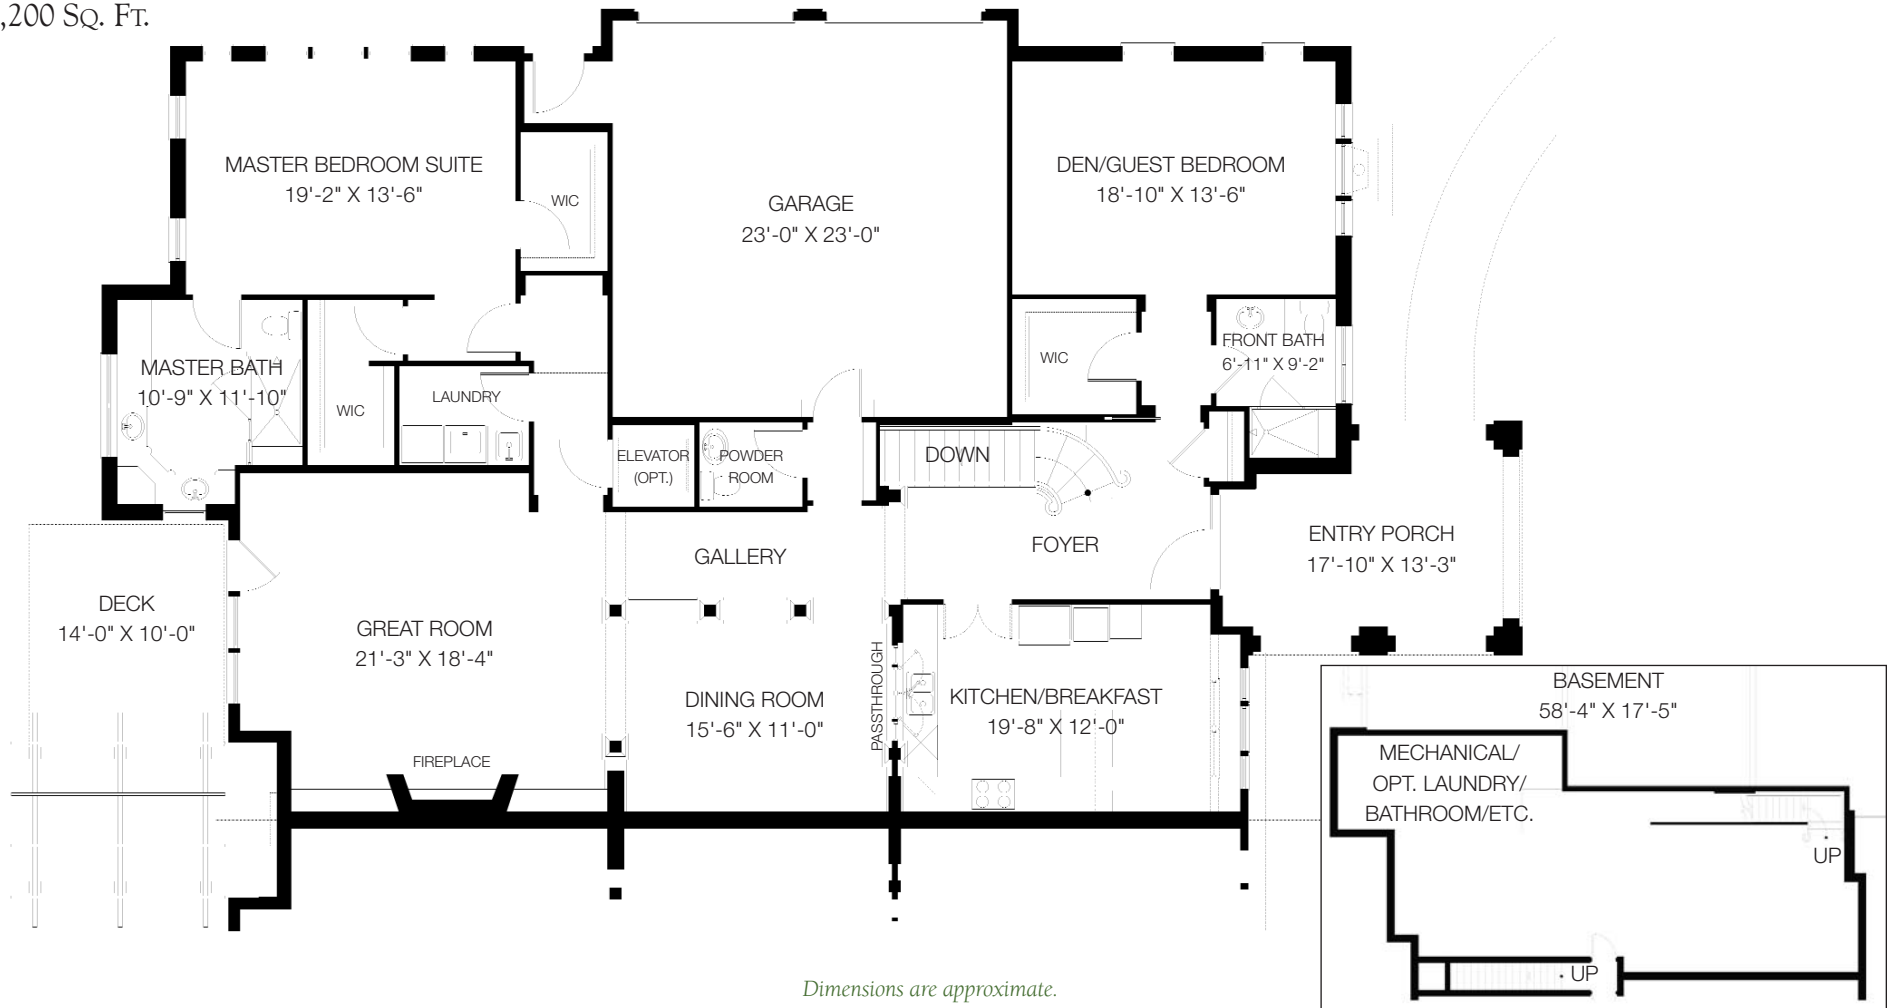 ,200 SQ. FT.
MASTER BEDROOM SUITE
19'-2" X 13'-6"
WIC
GARAGE
23'-0" X 23'-0"
DEN/GUEST BEDROOM
18'-10" X 13'-6"
MASTER BATH
10'-9" X 11'-10"
WIC
LAUNDRY
ELEVATOR
(OPT.)
POWDER
ROOM
DOWN
WIC
FRONT BATH
6'-11" X 9'-2"
DECK
14'-0" X 10'-0"
GREAT ROOM
21'-3" X 18'-4"
FIREPLACE
GALLERY
FOYER
ENTRY PORCH
17'-10" X 13'-3"
DINING ROOM
15'-6" X 11'-0"
PASSTHROUGH
KITCHEN/BREAKFAST
19'-8" X 12'-0"
BASEMENT
58'-4" X 17'-5"
MECHANICAL/
OPT. LAUNDRY/
BATHROOM/ETC.
UP
UP
Dimensions are approximate.